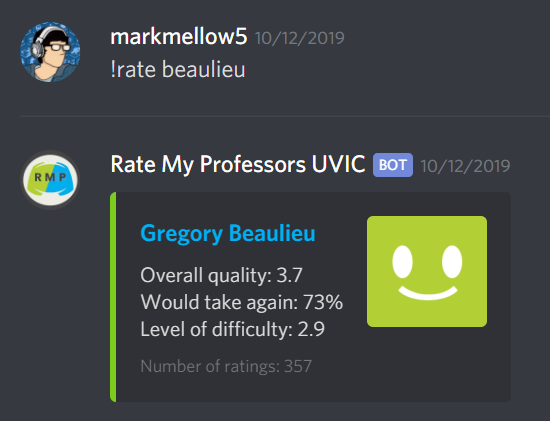 markmellow5 10/12/2019
!rate beaulieu
RMP
Rate My Professors UVIC BOT 10/12/2019
Gregory Beaulieu
Overall quality: 3.7
Would take again: 73%
Level of difficulty: 2.9
Number of ratings: 357